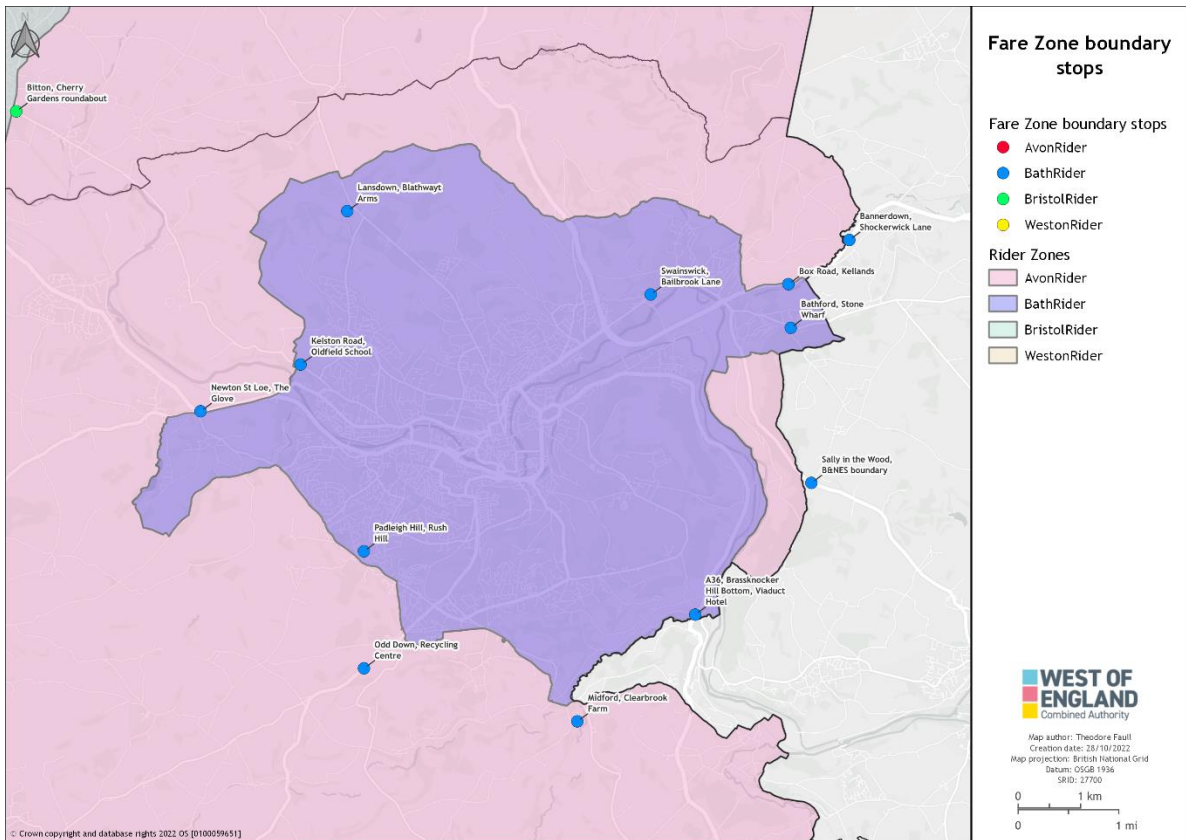 Fare Zone boundary
stops
Fare Zone boundary stops
AvonRider
BathRider
BristolRider
WestonRider
Rider Zones
AvonRider
BathRider
BristolRider
WestonRider
Bitton, Cherry
Gardens roundabout
Lansdown, Blathwayt
Arms
Bannerdown,
Shockerwick Lane
Swainswick,
Bailbrook Lane
Box Road, Kellands
Bathford, Stone
Wharf
Kelston Road,
Oldfield School
Newton St Loe, The
Glove
Sally in the Wood,
B&NES boundary
Padleigh Hill, Rush
Hill
A36, Brassknocker
Hill Bottom, Viaduct
Hotel
Odd Down, Recycling
Centre
Midford, Clearbrook
Farm
WEST OF
ENGLAND
Combined Authority
Map author: Theodore Faull
Creation date: 28/10/2022
Map projection: British National Grid
Datum: OSGB 1936
SRID: 27700
0 1 km
0 1 mi
© Crown copyright and database rights 2022 OS [0100059651]